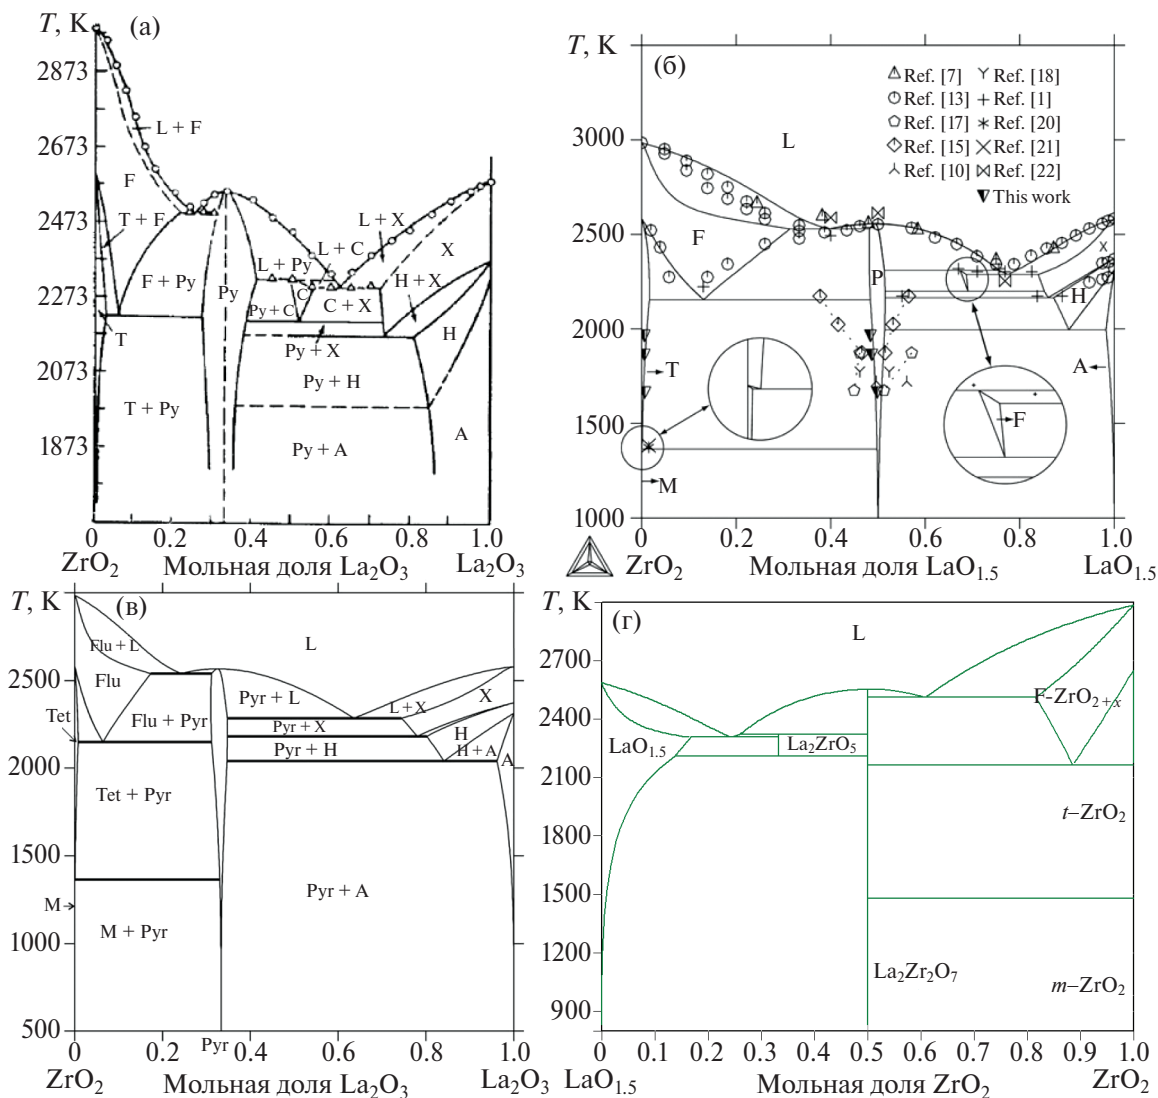 (а)
T, K
2873
2673
2473
2273
2073
1873
L + F
F
T + F
F + Py
Py
L + Py
L + C
L + X
X
C
C + X
H + X
Py + C
H
Py + X
T
Py + H
T + Py
Py + A
A
0 0.2 0.4 0.6 0.8 1.0
ZrO₂ Мольная доля La₂O₃ La₂O₃
(б)
T, K
Ref. [7] Ref. [18]
Ref. [13] Ref. [1]
Ref. [17] Ref. [20]
Ref. [15] Ref. [21]
Ref. [10] Ref. [22]
This work
3000
2500
2000
1500
1000
L
F
X
P
H
T
A
F
M
0 0.2 0.4 0.6 0.8 1.0
ZrO₂ Мольная доля LaO₁.₅ LaO₁.₅
(в)
T, K
2500
2000
1500
1000
500
Flu + L
L
Flu
Pyr + L
X
L + X
Flu + Pyr
Pyr + X
H
Tet
Pyr + H
H + A
A
Tet + Pyr
Pyr + A
M
M + Pyr
Pyr
0 0.2 0.4 0.6 0.8 1.0
ZrO₂ Мольная доля La₂O₃ La₂O₃
(г)
T, K
2700
2400
2100
1800
1500
1200
900
L
F-ZrO₂₊ₓ
LaO₁.₅
La₂ZrO₅
t–ZrO₂
La₂Zr₂O₇
m–ZrO₂
0 0.1 0.2 0.3 0.4 0.5 0.6 0.7 0.8 0.9 1.0
LaO₁.₅ Мольная доля ZrO₂ ZrO₂